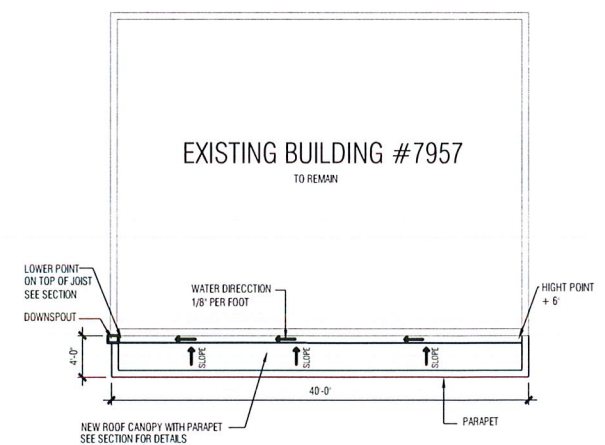 EXISTING BUILDING #7957
TO REMAIN
LOWER POINT
ON TOP OF JOIST
SEE SECTION
DOWNSPOUT
WATER DIRECCTION
1/8" PER FOOT
HIGHT POINT
+ 6"
4'-0"
SLOPE
SLOPE
SLOPE
40'-0"
NEW ROOF CANOPY WITH PARAPET
SEE SECTION FOR DETAILS
PARAPET